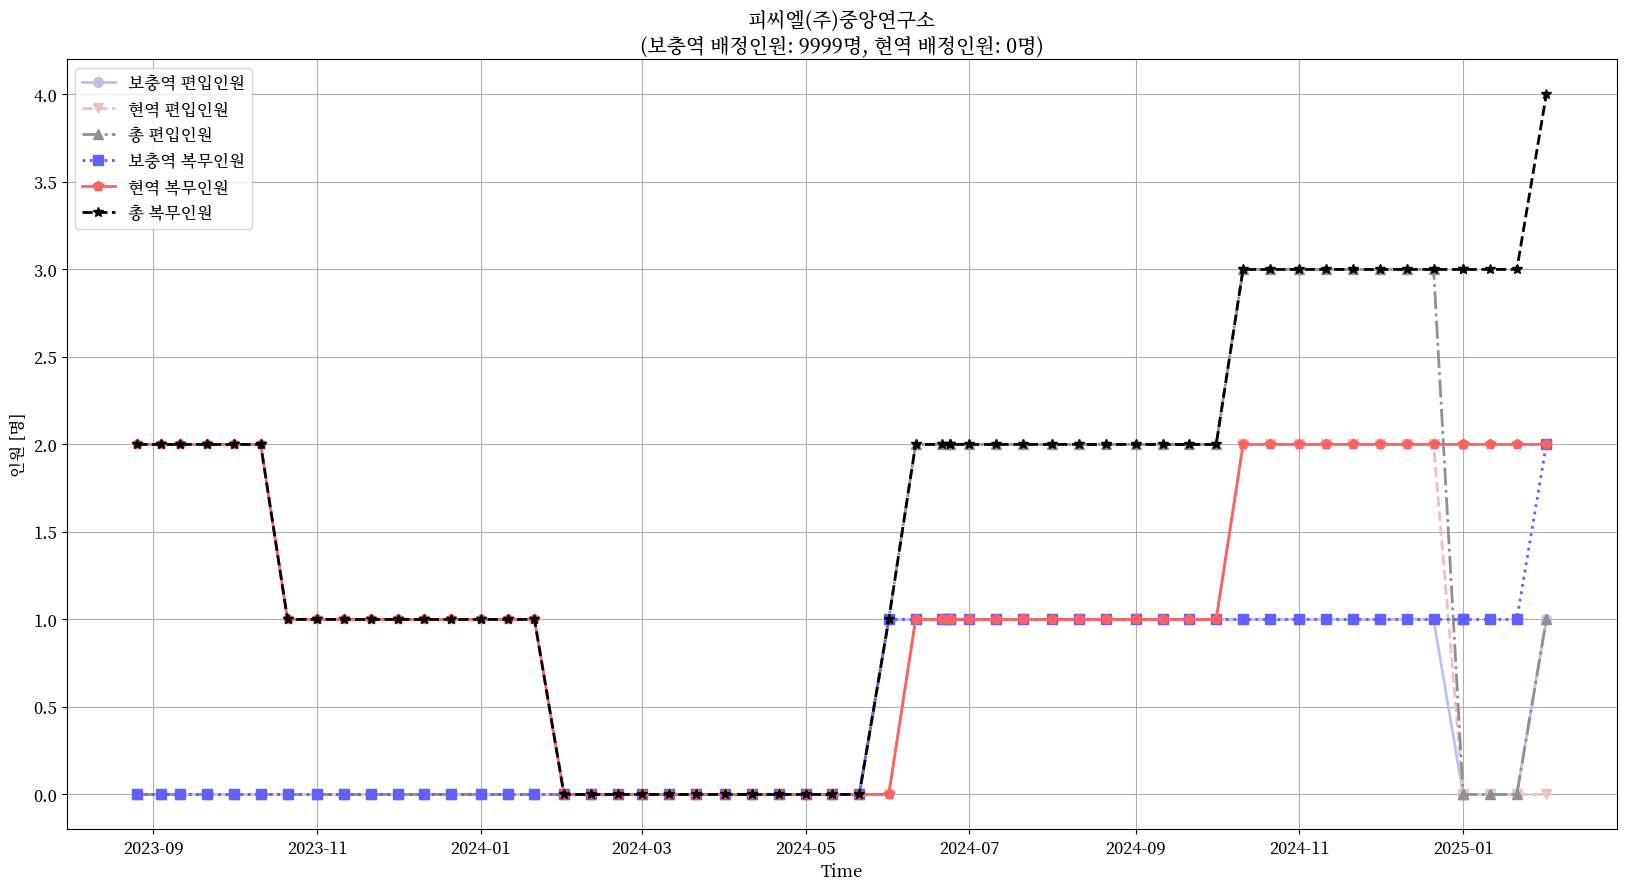 피씨엘(주)중앙연구소
(보충역 배정인원: 9999명, 현역 배정인원: 0명)
보충역 편입인원
현역 편입인원
총 편입인원
보충역 복무인원
현역 복무인원
총 복무인원
인원 [명]
4.0
3.5
3.0
2.5
2.0
1.5
1.0
0.5
0.0
2023-09 2023-11 2024-01 2024-03 2024-05 2024-07 2024-09 2024-11 2025-01
Time